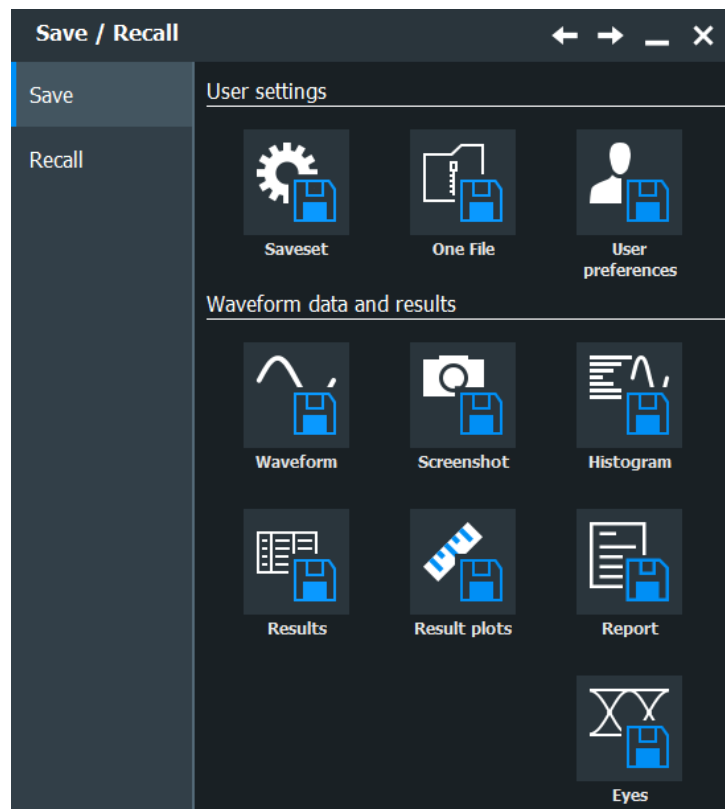 Save / Recall
Save
Recall
User settings
Saveset
One File
User
preferences
Waveform data and results
Waveform
Screenshot
Histogram
Results
Result plots
Report
Eyes